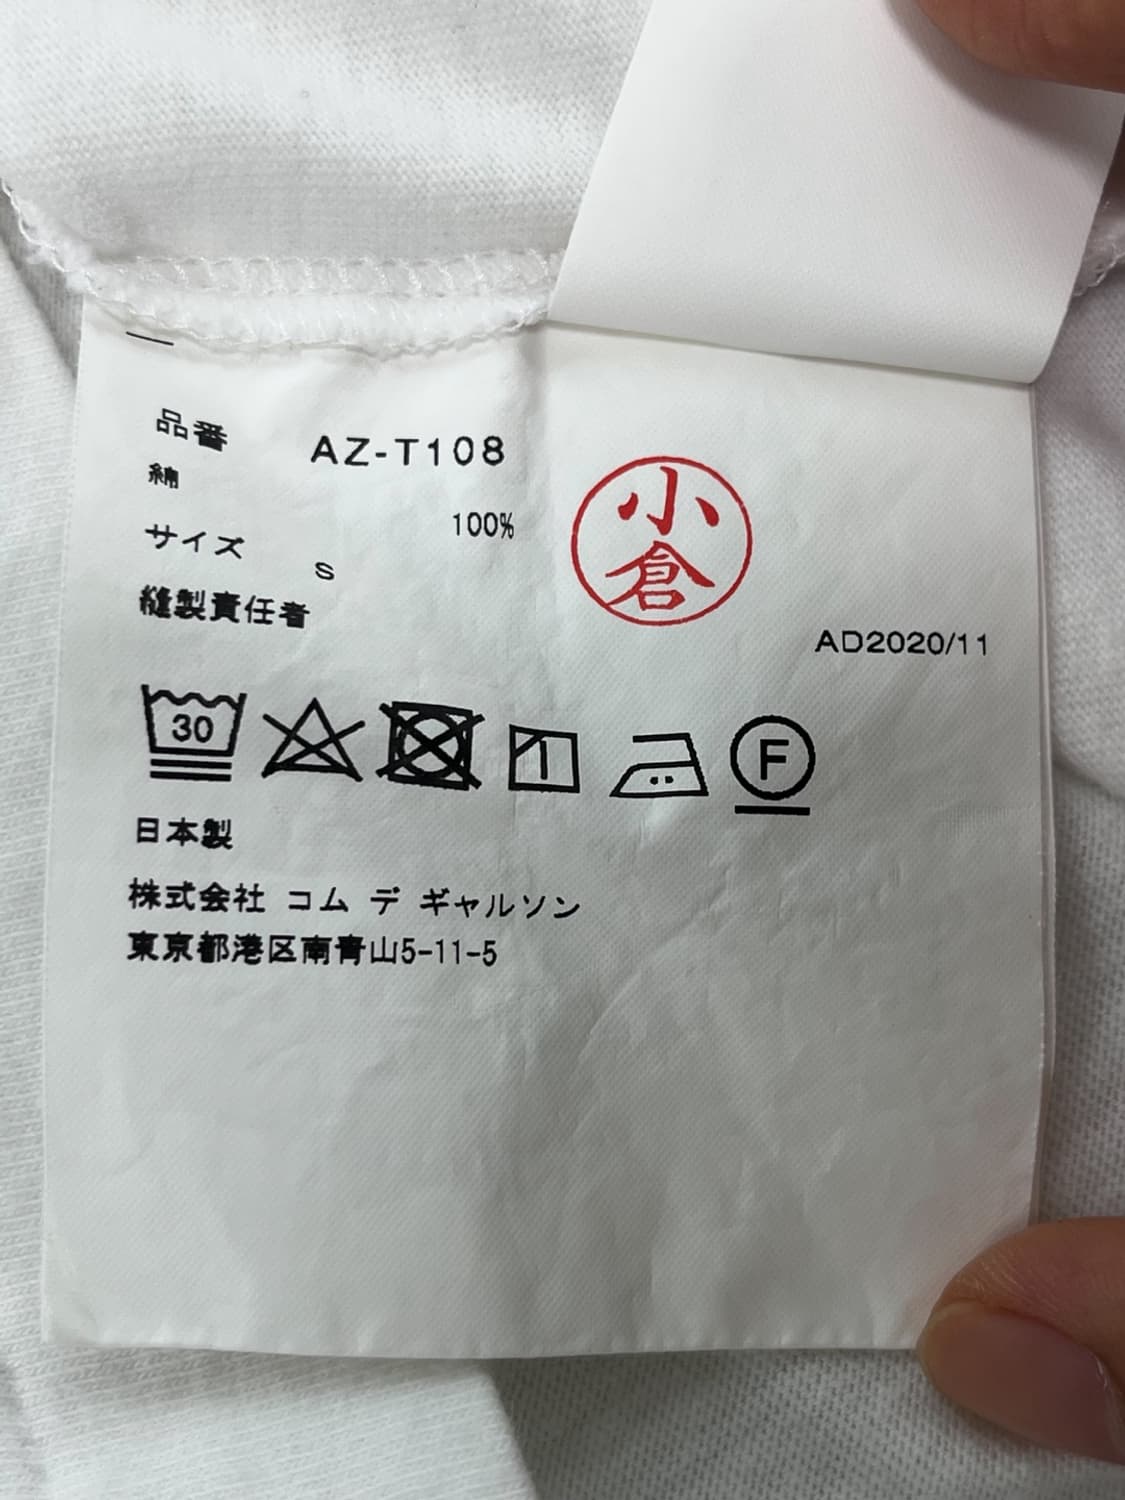 品番 AZ-T108
綿 100%
サイズ S
縫製責任者
小倉
AD2020/11
30
F
日本製
株式会社 コム デ ギャルソン
東京都港区南青山5-11-5